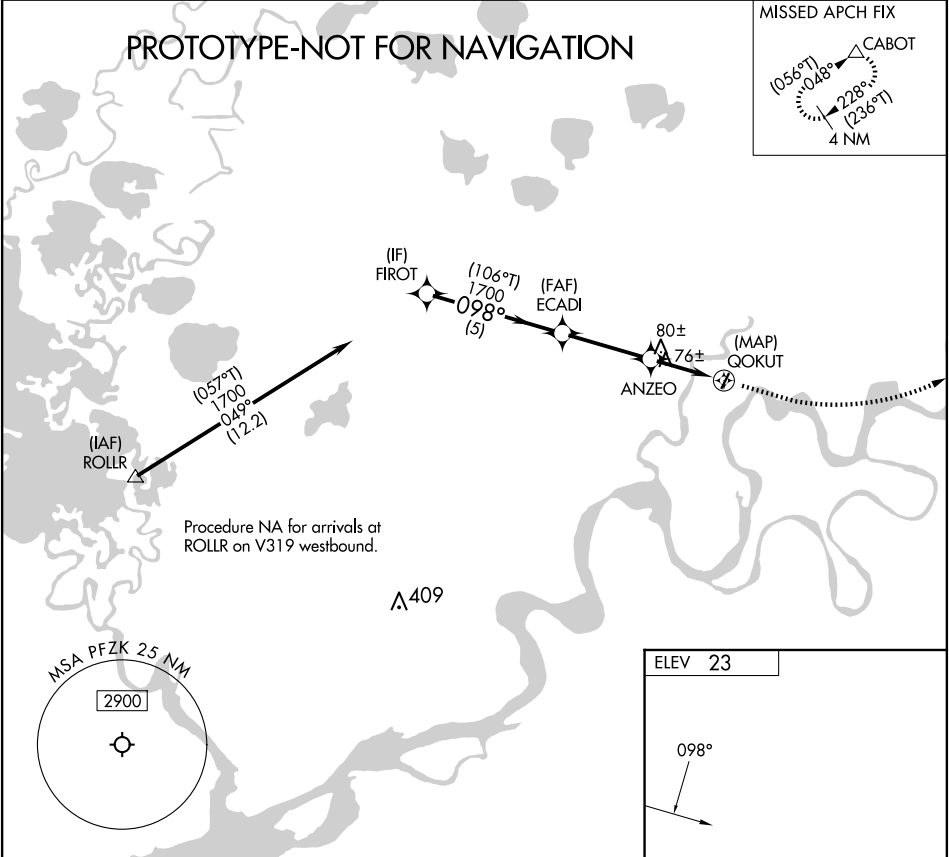 PROTOTYPE-NOT FOR NAVIGATION
MISSED APCH FIX
CABOT
(056°T)
048°
228°
(236°T)
4 NM
(IF)
FIROT
(106°T)
1700
098°
(5)
(FAF)
ECADI
80±
76±
ANZEO
(MAP)
QOKUT
(057°T)
1700
049°
(12.2)
(IAF)
ROLLR
Procedure NA for arrivals at
ROLLR on V319 westbound.
409
MSA PFZK 25 NM
2900
ELEV 23
098°